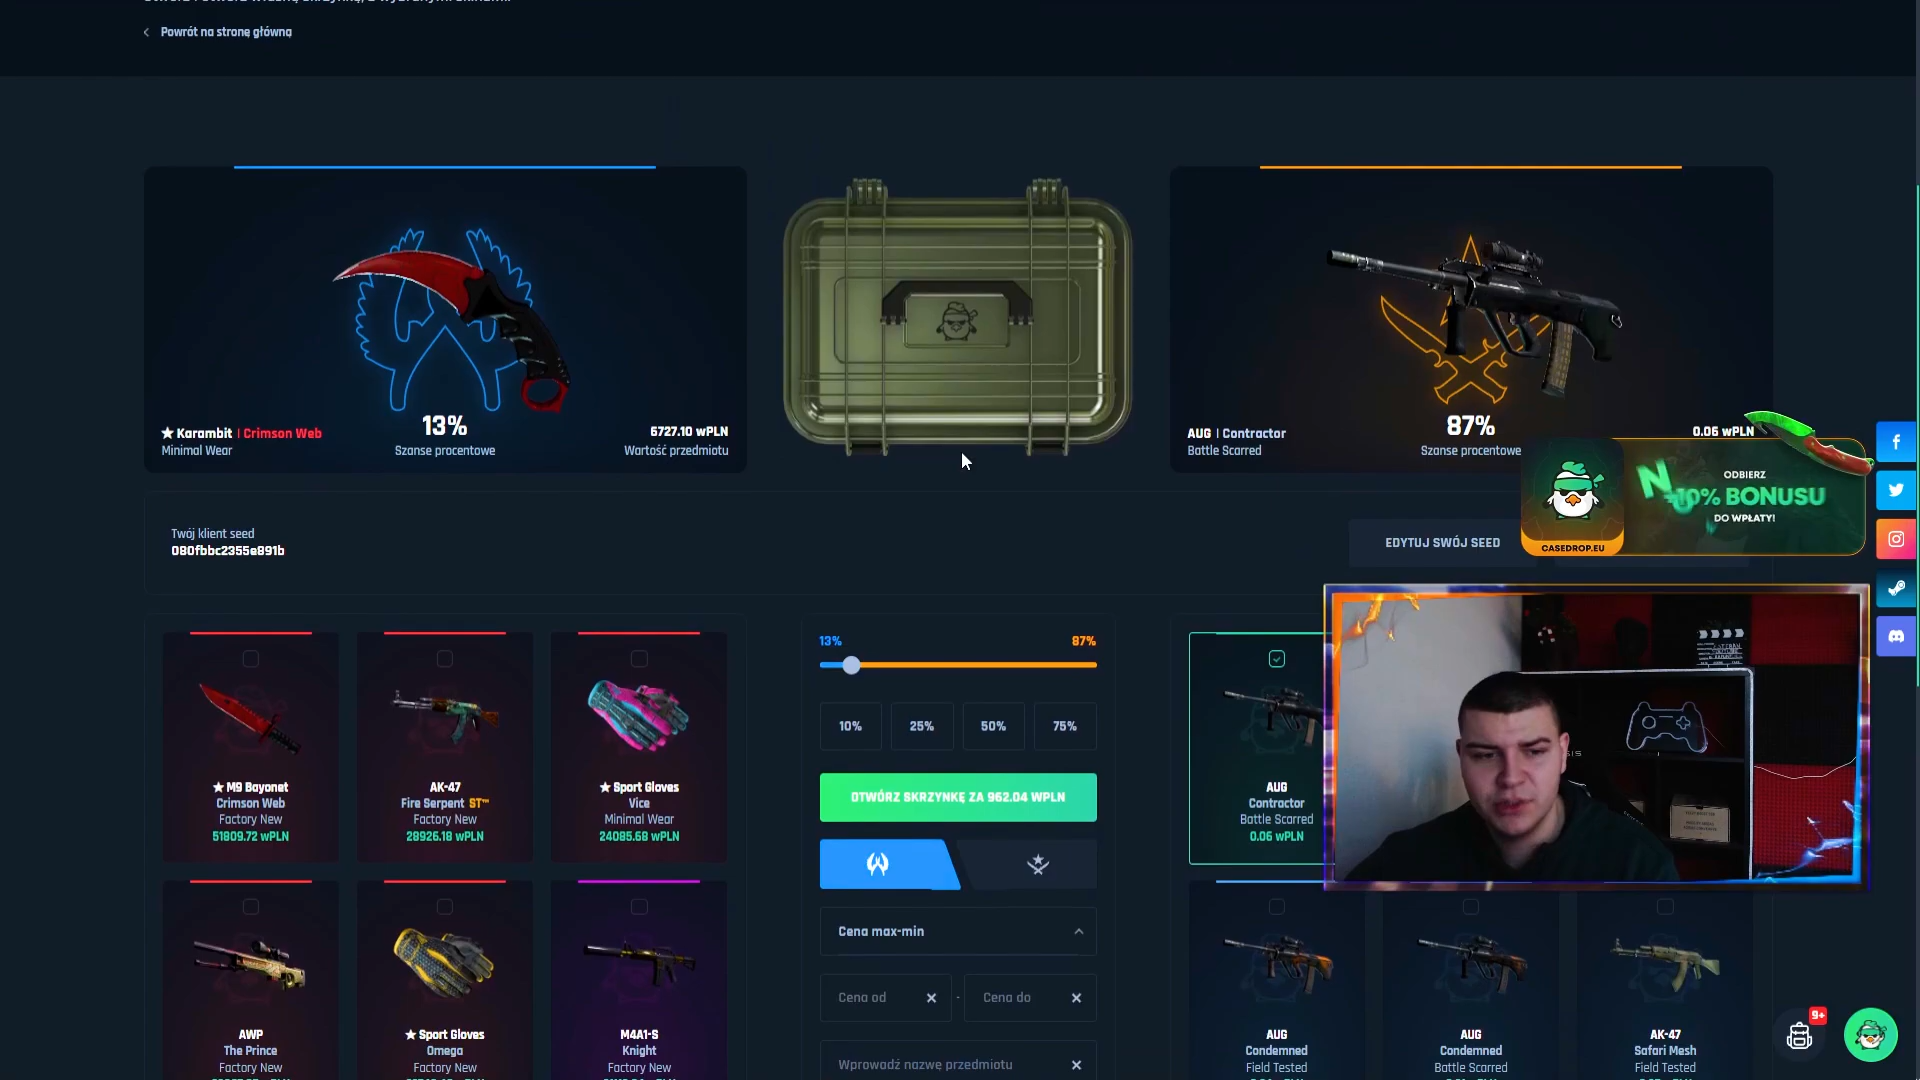 Powrót na stronę główną
★ Karambit | Crimson Web
Minimal Wear
13%
Szanse procentowe
6727.10 wPLN
Wartość przedmiotu
AUG | Contractor
Battle Scarred
87%
Szanse procentowe
0.06 wPLN
ODBIERZ
10% BONUSU
DO WPŁATY!
CASEDROP.EU
Twój klient seed
080fbbc2355e891b
EDYTUJ SWÓJ SEED
13%
87%
10%
25%
50%
75%
OTWÓRZ SKRZYNKĘ ZA 962.04 WPLN
Cena max-min
Cena od
-
Cena do
Wprowadź nazwę przedmiotu
★ M9 Bayonet
Crimson Web
Factory New
51809.72 wPLN
AK-47
Fire Serpent ST™
Factory New
28926.18 wPLN
★ Sport Gloves
Vice
Minimal Wear
24085.68 wPLN
AWP
The Prince
Factory New
★ Sport Gloves
Omega
Factory New
M4A1-S
Knight
Factory New
AUG
Contractor
Battle Scarred
0.06 wPLN
AUG
Condemned
Field Tested
AUG
Condemned
Battle Scarred
AK-47
Safari Mesh
Field Tested
9+